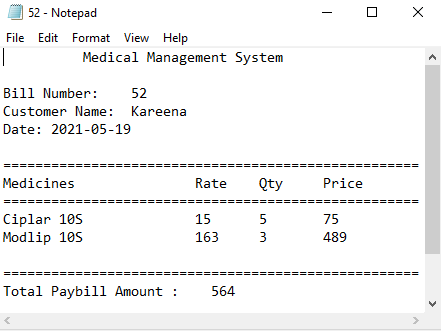 52 - Notepad
File Edit Format View Help
Medical Management System
Bill Number: 52
Customer Name: Kareena
Date: 2021-05-19
====================================================
Medicines Rate Qty Price
====================================================
Ciplar 10S 15 5 75
Modlip 10S 163 3 489
====================================================
Total Paybill Amount : 564